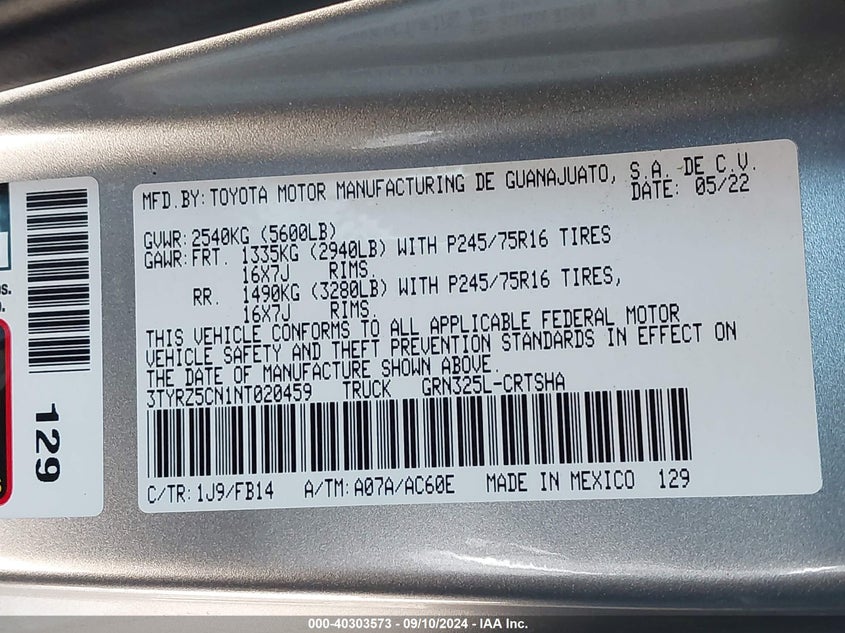 MFD.BY: TOYOTA MOTOR MANUFACTURING DE GUANAJUATO, S.A. DE C.V.
DATE: 05/22
GVWR: 2540KG (5600LB)
GAWR: FRT. 1335KG (2940LB) WITH P245/75R16 TIRES
16X7J RIMS.
RR. 1490KG (3280LB) WITH P245/75R16 TIRES,
16X7J RIMS.
THIS VEHICLE CONFORMS TO ALL APPLICABLE FEDERAL MOTOR
VEHICLE SAFETY AND THEFT PREVENTION STANDARDS IN EFFECT ON
THE DATE OF MANUFACTURE SHOWN ABOVE.
3TYRZ5CN1NT020459 TRUCK GRN325L-CRTSHA
C/TR: 1J9/FB14 A/TM: A07A/AC60E MADE IN MEXICO 129
129
000-40303573 - 09/10/2024 - IAA Inc.